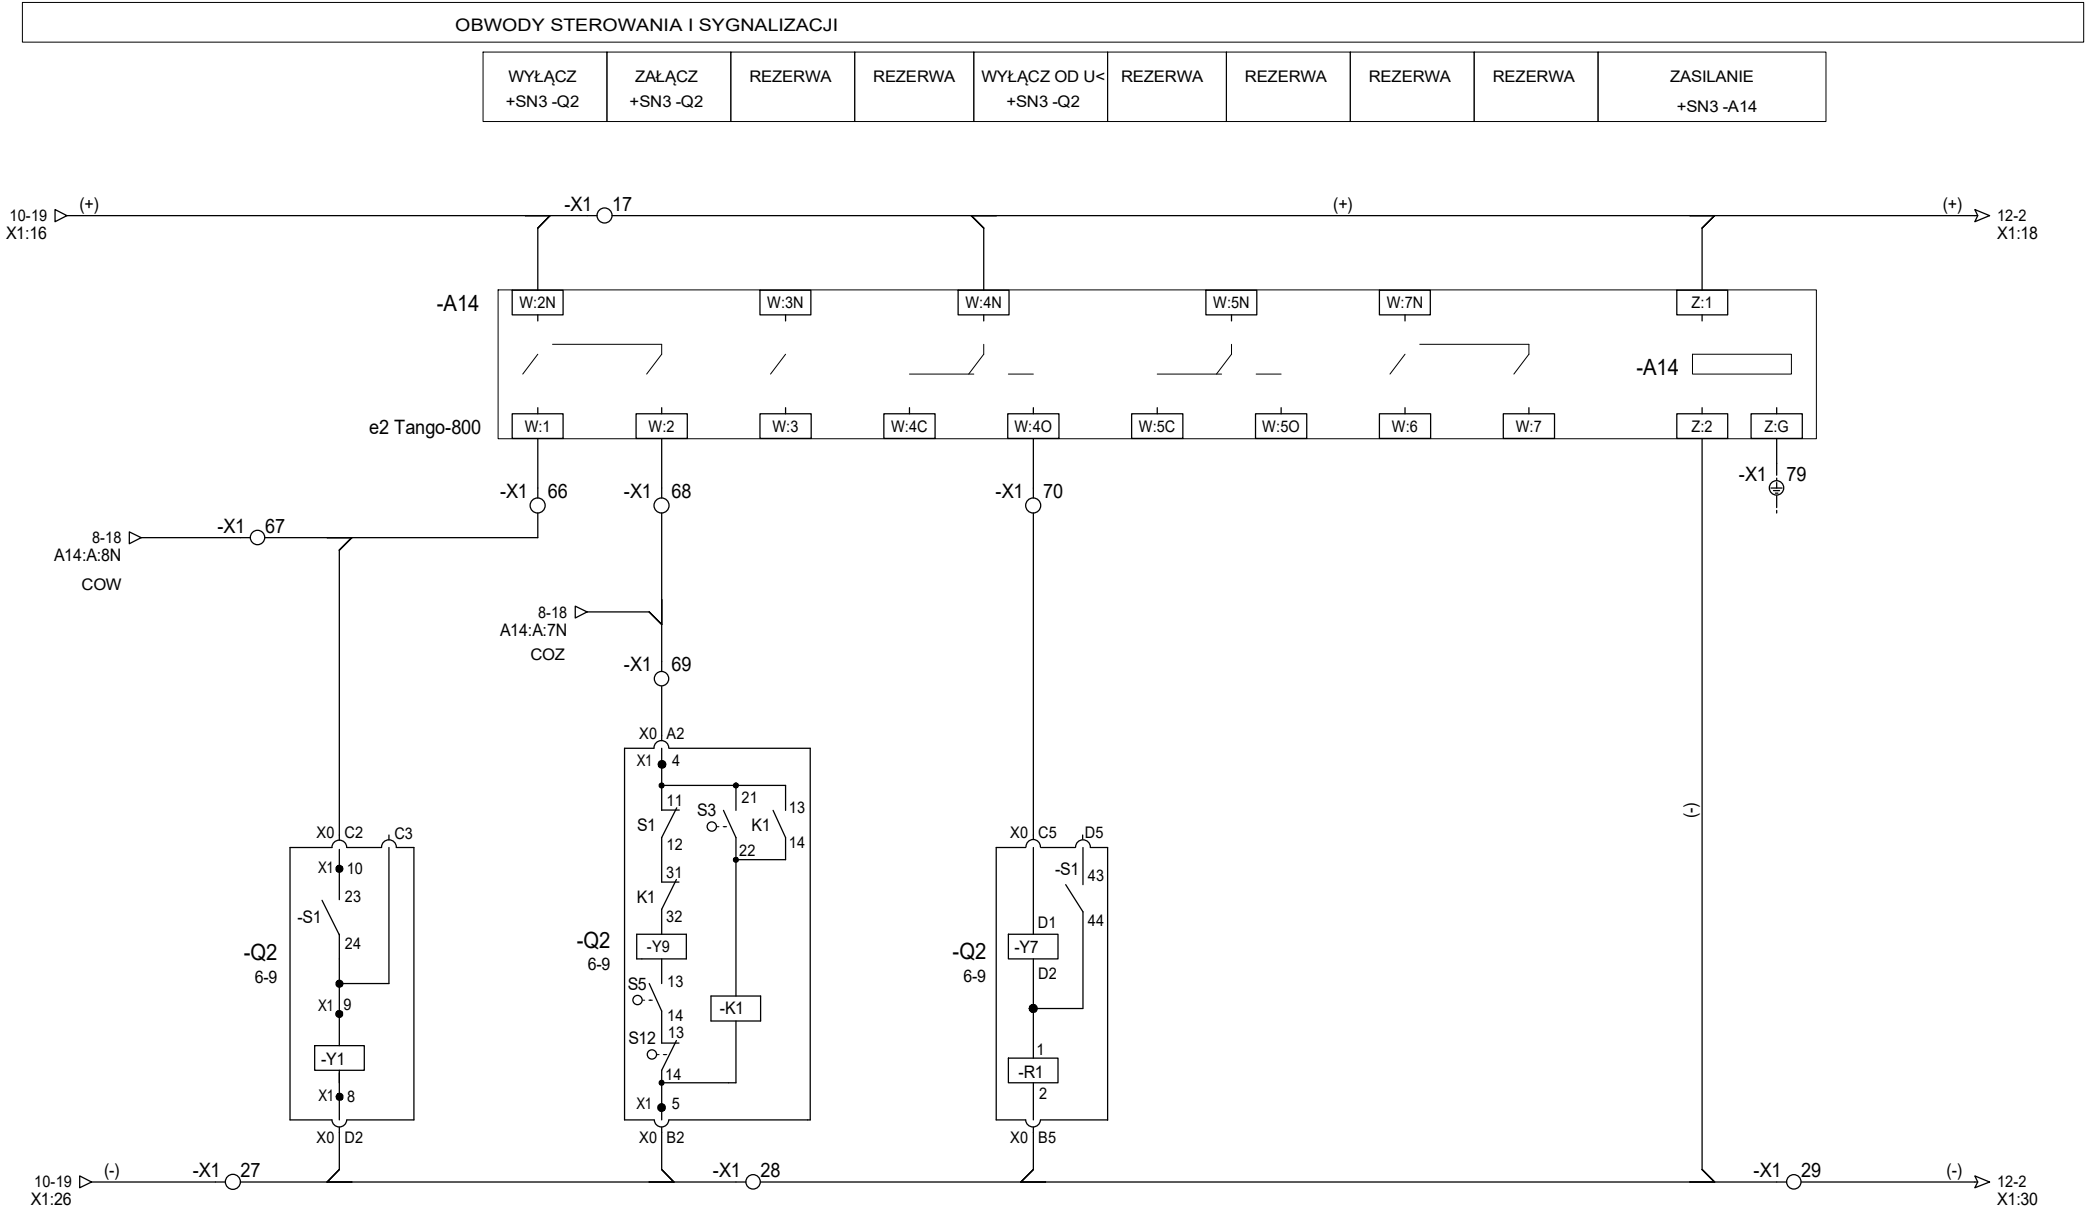 OBWODY STEROWANIA I SYGNALIZACJI
WYŁĄCZ ZAŁĄCZ REZERWA REZERWA WYŁĄCZ OD U< REZERWA REZERWA REZERWA REZERWA ZASILANIE
+SN3 -Q2 +SN3 -Q2 +SN3 -Q2 +SN3 -A14
10-19 (+) -X1 17 (+) (+) 12-2
X1:16 X1:18
-A14 W:2N W:3N W:4N W:5N W:7N Z:1
-A14
e2 Tango-800 W:1 W:2 W:3 W:4C W:4O W:5C W:5O W:6 W:7 Z:2 Z:G
-X1 79
-X1 66 -X1 68 -X1 70
8-18 -X1 67
A14:A:8N
COW
8-18
A14:A:7N
COZ
-X1 69
X0 A2
X1 4
21
11 S3 13
S1 K1
12 22 14
X0 C2 C3 X0 C5 D5
X1 10 31 -S1 43
23 K1
-S1 32 D1 44
24
-Q2 -Q2 -Y9 -Q2 -Y7
6-9 6-9 6-9 D2
S5 13
X1 9 14 -K1
S12 13
-Y1 14 1
-R1
X1 8 X1 5 2
X0 D2 X0 B2 X0 B5
(-)
10-19 (-) -X1 27 -X1 28 -X1 29 (-) 12-2
X1:26 X1:30